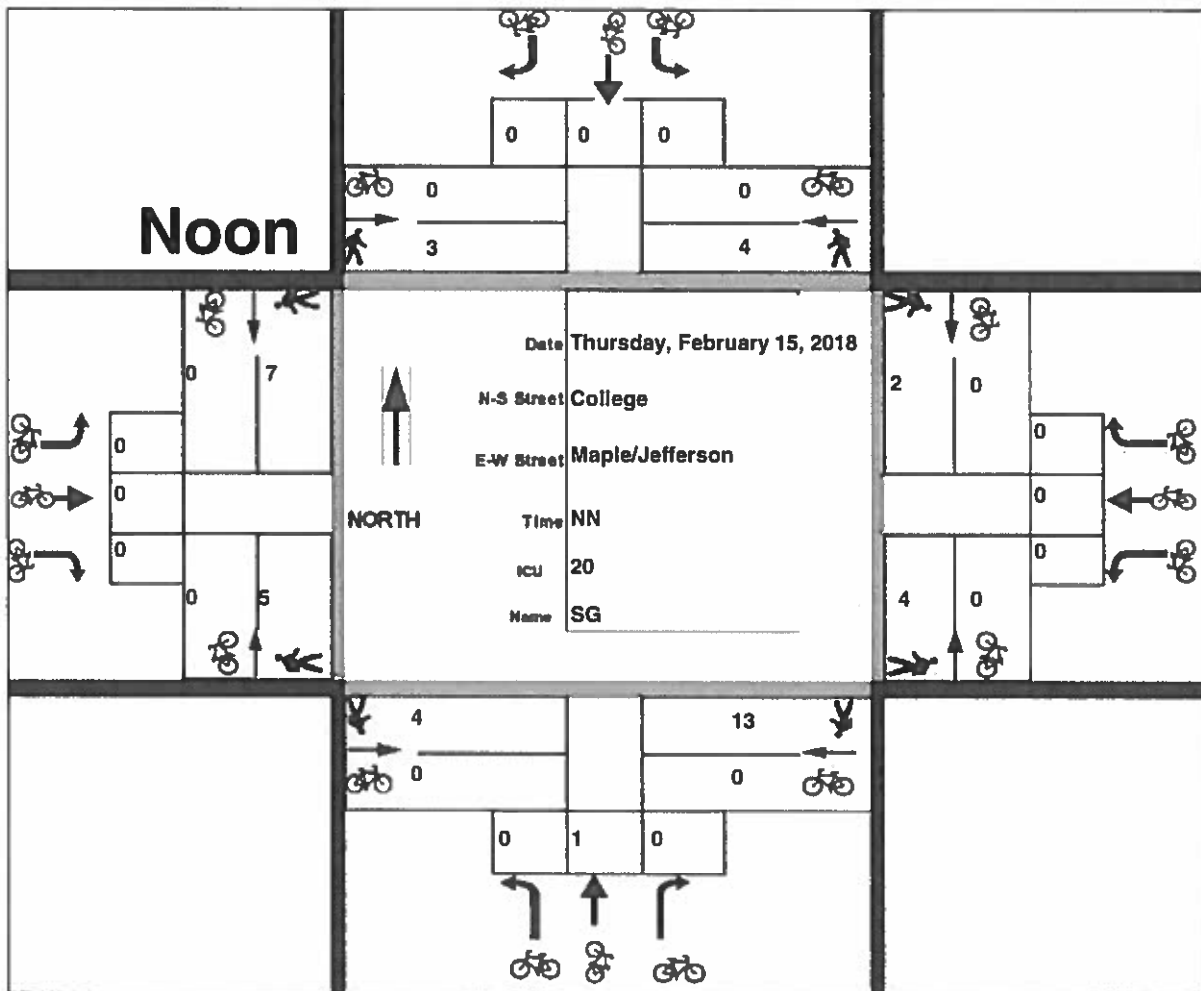 0 0 0
0 0
Noon
3 4
Date Thursday, February 15, 2018
0 7
2 0
N-S Street College
0
0
E-W Street Maple/Jefferson
0
0
NORTH
Time NN
0
0
ICU 20
0 5
4 0
Name SG
4 13
0 0
0 1 0